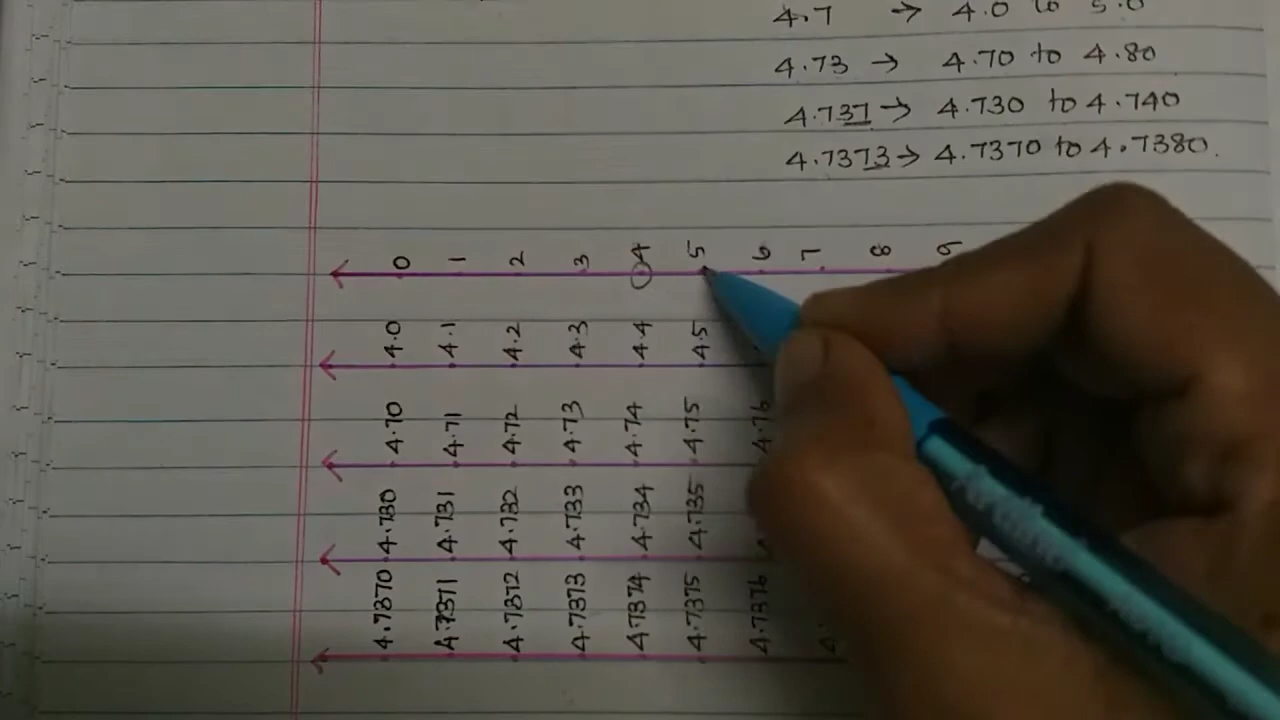 4.7 → 4.0 to 5.0
4.73 → 4.70 to 4.80
4.737 → 4.730 to 4.740
4.7373 → 4.7370 to 4.7380.
0 1 2 3 4 5 6 7 8 9
4.0 4.1 4.2 4.3 4.4 4.5
4.70 4.71 4.72 4.73 4.74 4.75 4.76
4.730 4.731 4.732 4.733 4.734 4.735
4.7370 4.7371 4.7372 4.7373 4.7374 4.7375 4.7376